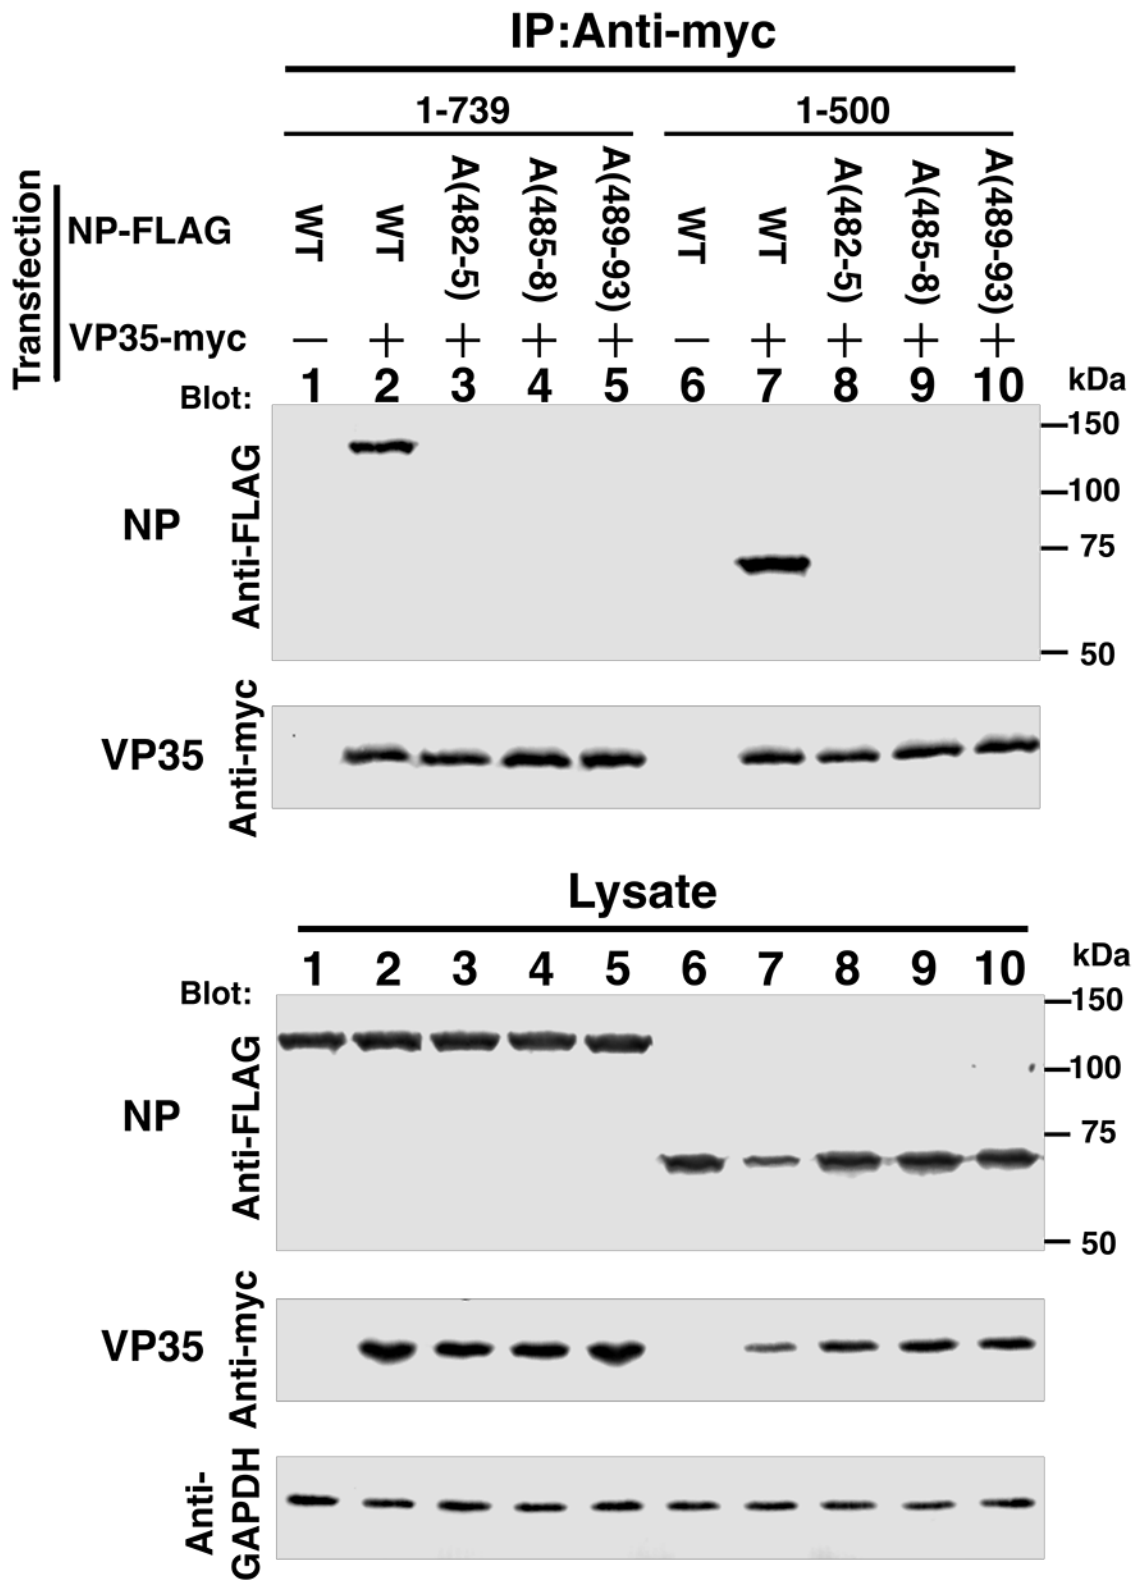 IP:Anti-myc
1-739 1-500
Transfection
NP-FLAG WT WT A(482-5) A(485-8) A(489-93) WT WT A(482-5) A(485-8) A(489-93)
VP35-myc — + + + + — + + + +
Blot: 1 2 3 4 5 6 7 8 9 10 kDa
NP Anti-FLAG
150
100
75
50
VP35 Anti-myc
Lysate
1 2 3 4 5 6 7 8 9 10 kDa
Blot:
NP Anti-FLAG
150
100
75
50
VP35 Anti-myc
Anti-
GAPDH